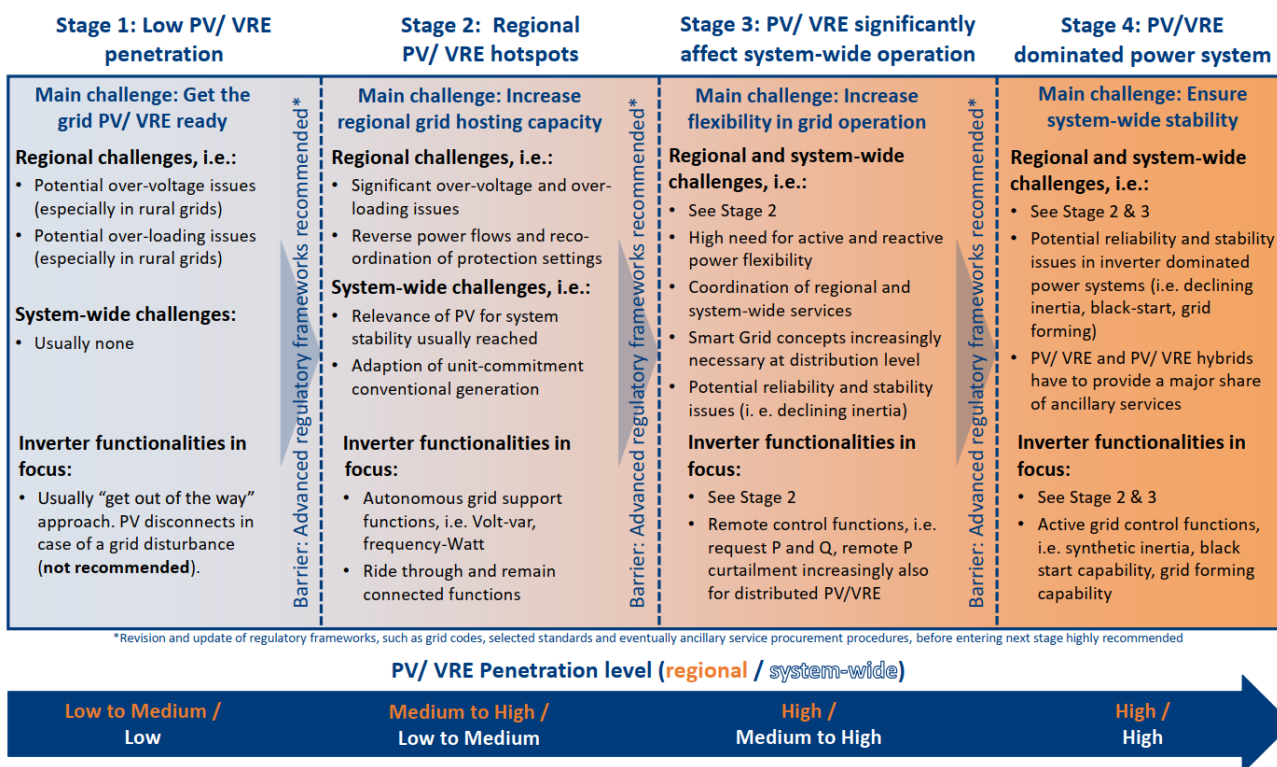 Stage 1: Low PV/ VRE
penetration
Stage 2:  Regional
PV/ VRE hotspots
Stage 3: PV/ VRE significantly
affect system-wide operation
Stage 4: PV/VRE
dominated power system
Main challenge: Get the
grid PV/ VRE ready
Regional challenges, i.e.:
• Potential over-voltage issues
(especially in rural grids)
• Potential over-loading issues
(especially in rural grids)
System-wide challenges:
• Usually none
Inverter functionalities in
focus:
• Usually “get out of the way”
approach. PV disconnects in
case of a grid disturbance
(not recommended).
Barrier: Advanced regulatory frameworks recommended*
Main challenge: Increase
regional grid hosting capacity
Regional challenges, i.e.:
• Significant over-voltage and over-
loading issues
• Reverse power flows and reco-
ordination of protection settings
System-wide challenges, i.e.:
• Relevance of PV for system
stability usually reached
• Adaption of unit-commitment
conventional generation
Inverter functionalities in
focus:
• Autonomous grid support
functions, i.e. Volt-var,
frequency-Watt
• Ride through and remain
connected functions
Barrier: Advanced regulatory frameworks recommended*
Main challenge: Increase
flexibility in grid operation
Regional and system-wide
challenges, i.e.:
• See Stage 2
• High need for active and reactive
power flexibility
• Coordination of regional and
system-wide services
• Smart Grid concepts increasingly
necessary at distribution level
• Potential reliability and stability
issues (i. e. declining inertia)
Inverter functionalities in
focus:
• See Stage 2
• Remote control functions, i.e.
request P and Q, remote P
curtailment increasingly also
for distributed PV/VRE
Barrier: Advanced regulatory frameworks recommended*
Main challenge: Ensure
system-wide stability
Regional and system-wide
challenges, i.e.:
• See Stage 2 & 3
• Potential reliability and stability
issues in inverter dominated
power systems (i.e. declining
inertia, black-start, grid
forming)
• PV/ VRE and PV/ VRE hybrids
have to provide a major share
of ancillary services
Inverter functionalities in
focus:
• See Stage 2 & 3
• Active grid control functions,
i.e. synthetic inertia, black
start capability, grid forming
capability
*Revision and update of regulatory frameworks, such as grid codes, selected standards and eventually ancillary service procurement procedures, before entering next stage highly recommended
PV/ VRE Penetration level (regional / system-wide)
Low to Medium /
Low
Medium to High /
Low to Medium
High /
Medium to High
High /
High